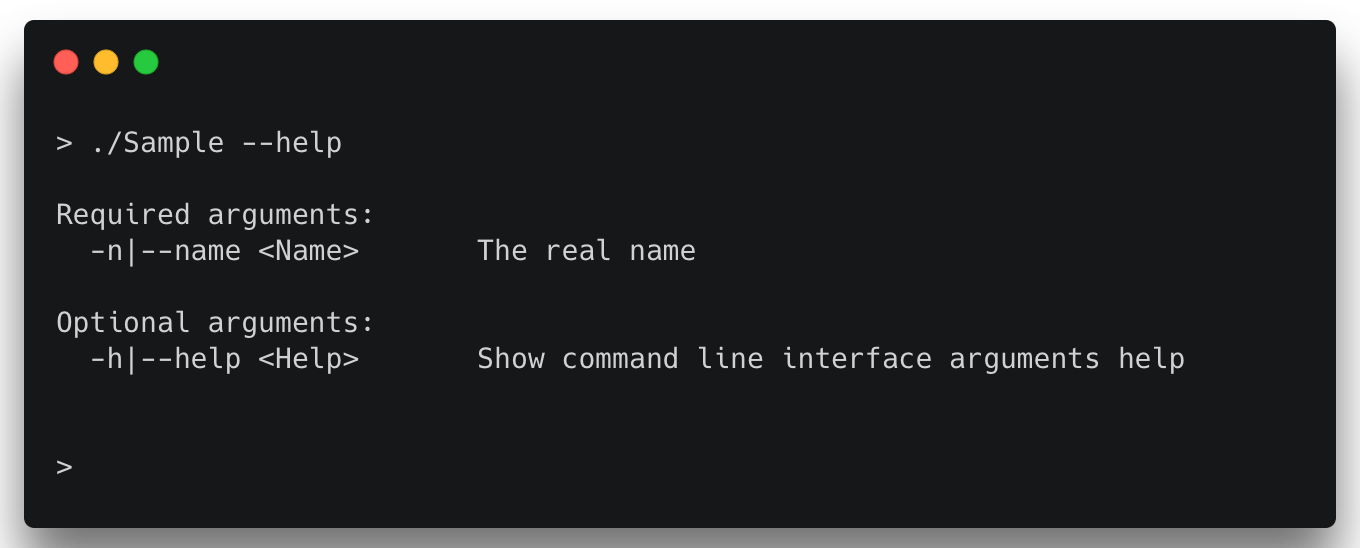 > ./Sample --help
Required arguments:
-n|--name <Name> The real name
Optional arguments:
-h|--help <Help> Show command line interface arguments help
>